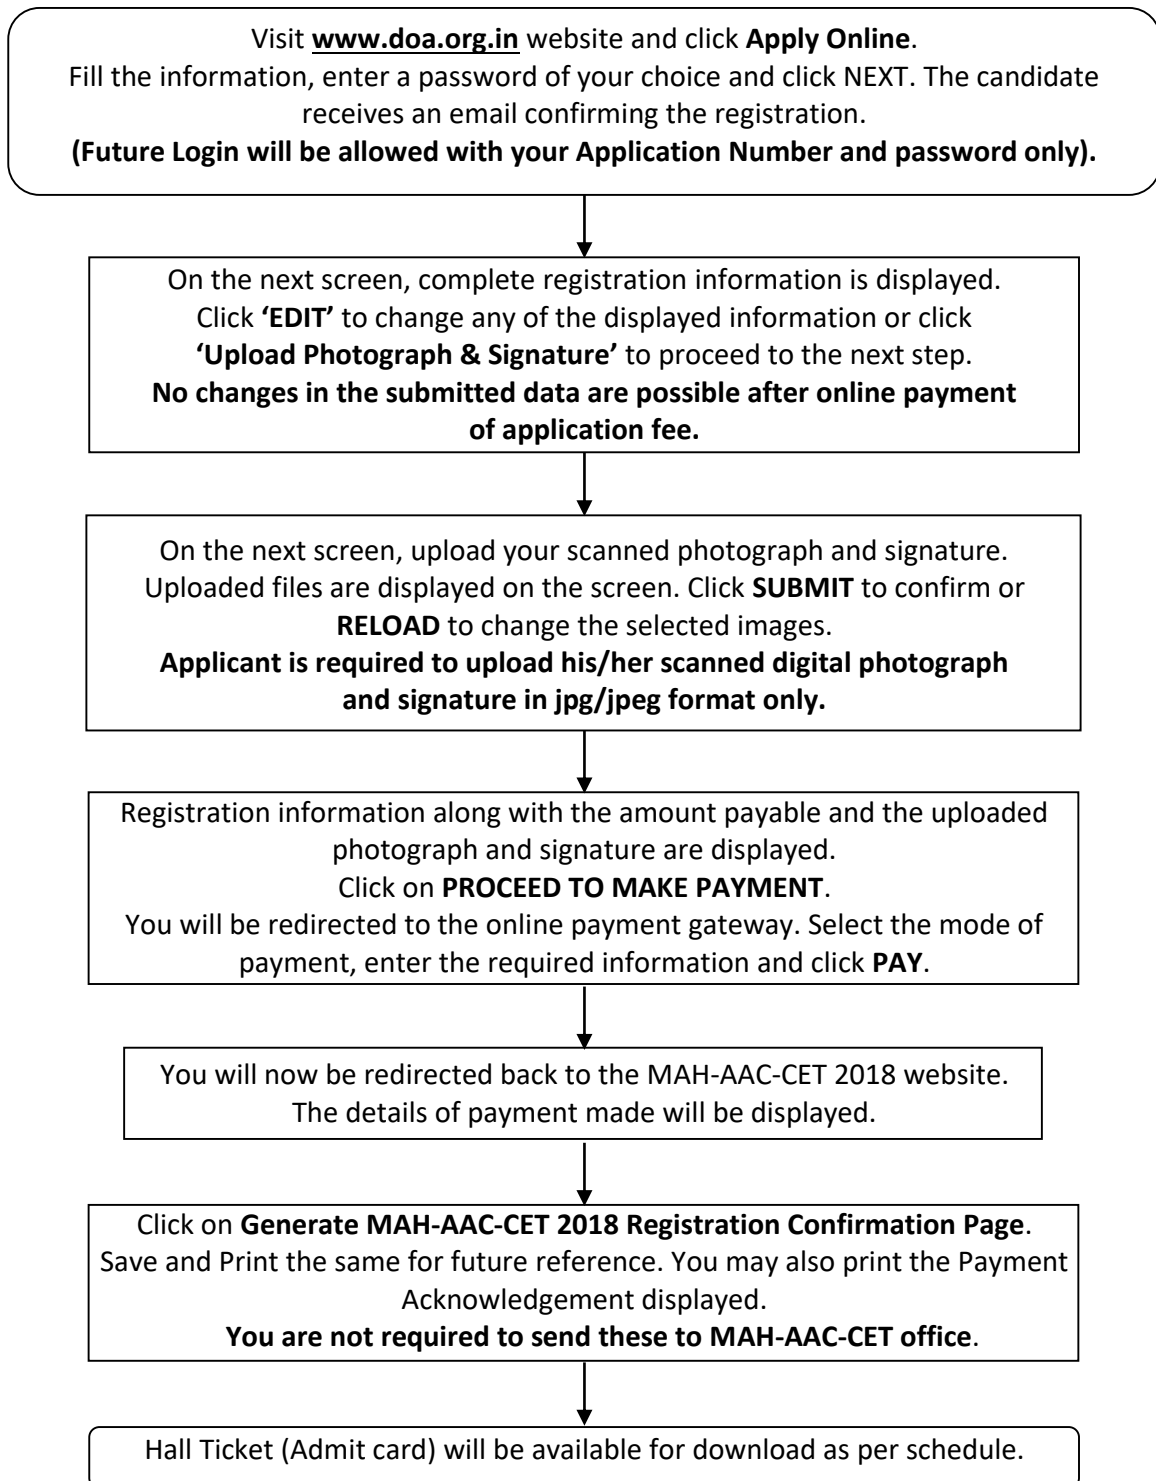 Visit www.doa.org.in website and click Apply Online.
Fill the information, enter a password of your choice and click NEXT. The candidate
receives an email confirming the registration.
(Future Login will be allowed with your Application Number and password only).
On the next screen, complete registration information is displayed.
Click ‘EDIT’ to change any of the displayed information or click
‘Upload Photograph & Signature’ to proceed to the next step.
No changes in the submitted data are possible after online payment
of application fee.
On the next screen, upload your scanned photograph and signature.
Uploaded files are displayed on the screen. Click SUBMIT to confirm or
RELOAD to change the selected images.
Applicant is required to upload his/her scanned digital photograph
and signature in jpg/jpeg format only.
Registration information along with the amount payable and the uploaded
photograph and signature are displayed.
Click on PROCEED TO MAKE PAYMENT.
You will be redirected to the online payment gateway. Select the mode of
payment, enter the required information and click PAY.
You will now be redirected back to the MAH-AAC-CET 2018 website.
The details of payment made will be displayed.
Click on Generate MAH-AAC-CET 2018 Registration Confirmation Page.
Save and Print the same for future reference. You may also print the Payment
Acknowledgement displayed.
You are not required to send these to MAH-AAC-CET office.
Hall Ticket (Admit card) will be available for download as per schedule.